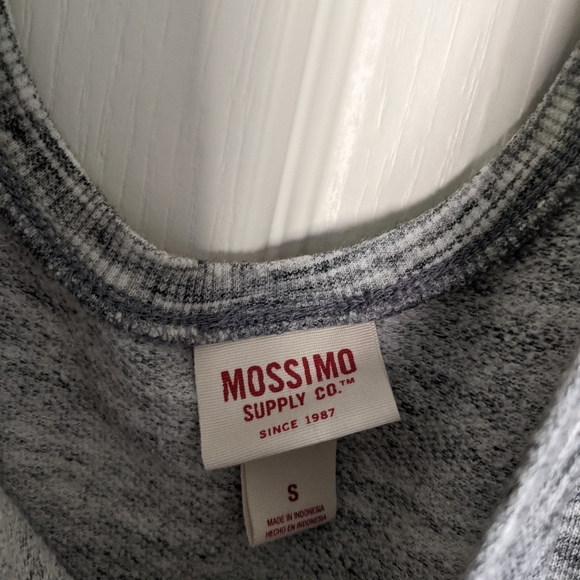 MOSSIMO
SUPPLY CO.™
SINCE 1987
S
MADE IN INDONESIA
HECHO EN INDONESIA